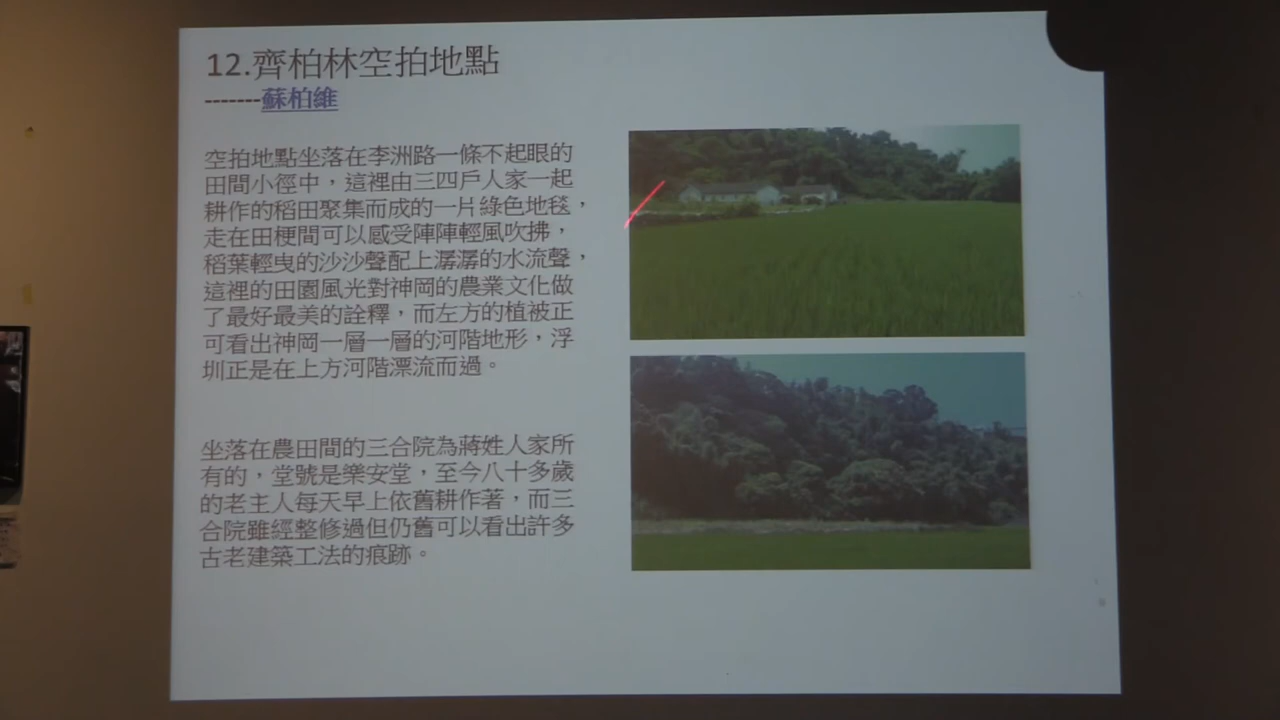 12.齊柏林空拍地點
-------蘇柏維
空拍地點坐落在李洲路一條不起眼的
田間小徑中，這裡由三四戶人家一起
耕作的稻田聚集而成的一片綠色地毯，
走在田梗間可以感受陣陣輕風吹拂，
稻葉輕曳的沙沙聲配上潺潺的水流聲，
這裡的田園風光對神岡的農業文化做
了最好最美的詮釋，而左方的植被正
可看出神岡一層一層的河階地形，浮
圳正是在上方河階漂流而過。
坐落在農田間的三合院為蔣姓人家所
有的，堂號是樂安堂，至今八十多歲
的老主人每天早上依舊耕作著，而三
合院雖經整修過但仍舊可以看出許多
古老建築工法的痕跡。